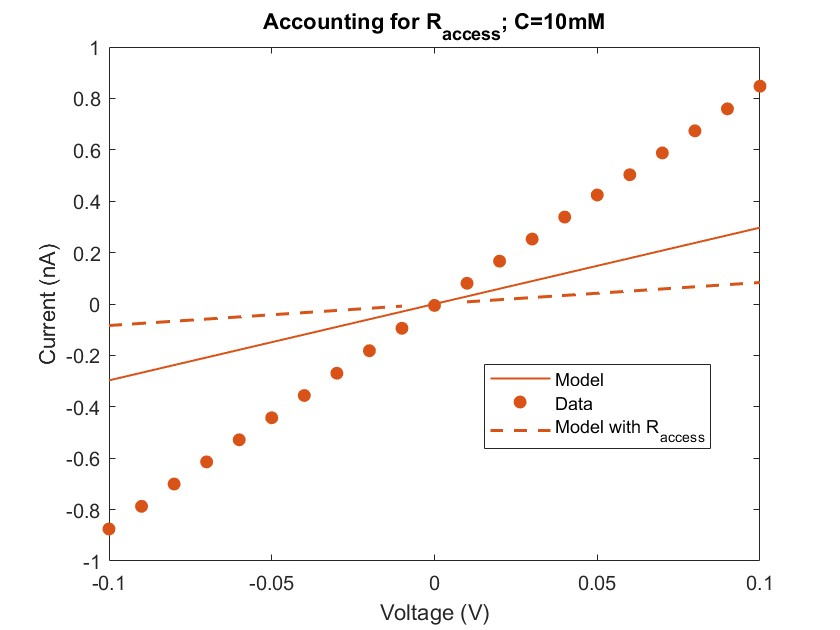 Accounting for Raccess; C=10mM
1
0.8
0.6
0.4
0.2
0
-0.2
-0.4
-0.6
-0.8
-1
Current (nA)
Model
Data
Model with Raccess
-0.1
-0.05
0
0.05
0.1
Voltage (V)